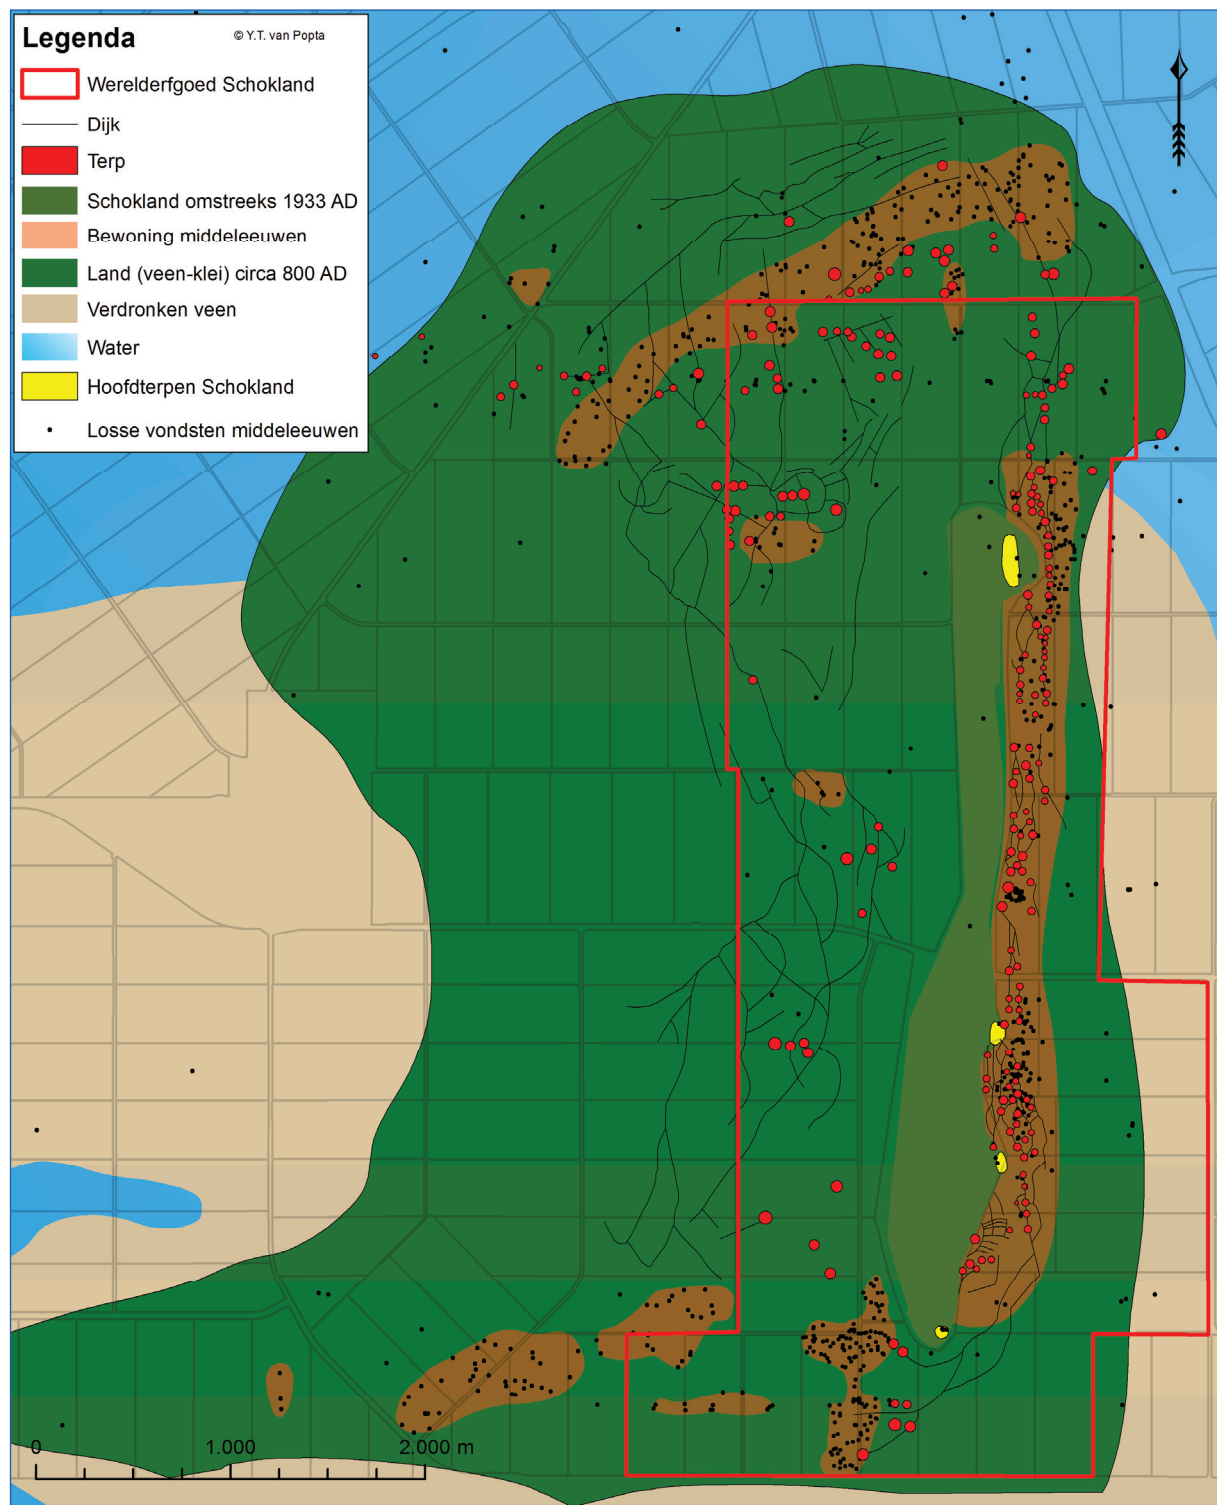 Legenda
© Y.T. van Popta
Werelderfgoed Schokland
Dijk
Terp
Schokland omstreeks 1933 AD
Bewoning middeleeuwen
Land (veen-klei) circa 800 AD
Verdronken veen
Water
Hoofdterpen Schokland
Losse vondsten middeleeuwen
0 1.000 2.000 m